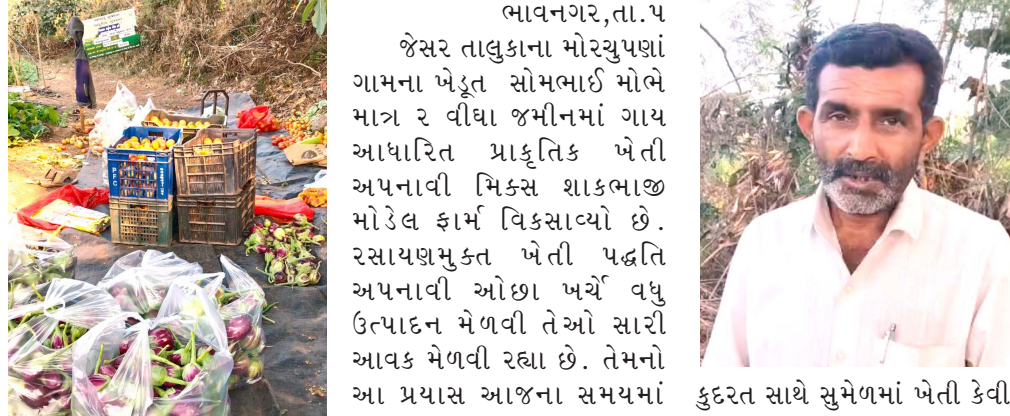 ભાવનગર,તા.૫
જેસર તાલુકાના મોરચુપણાં
ગામના ખેડૂત સોમભાઈ મોભે
માત્ર ૨ વીઘા જમીનમાં ગાય
આધારિત પ્રાકૃતિક ખેતી
અપનાવી મિક્સ શાકભાજી
મોડેલ ફાર્મ વિકસાવ્યો છે.
રસાયણમુક્ત ખેતી પદ્ધતિ
અપનાવી ઓછા ખર્ચે વધુ
ઉત્પાદન મેળવી તેઓ સારી
આવક મેળવી રહ્યા છે. તેમનો
આ પ્રયાસ આજના સમયમાં
કુદરત સાથે સુમેળમાં ખેતી કેવી
PFC